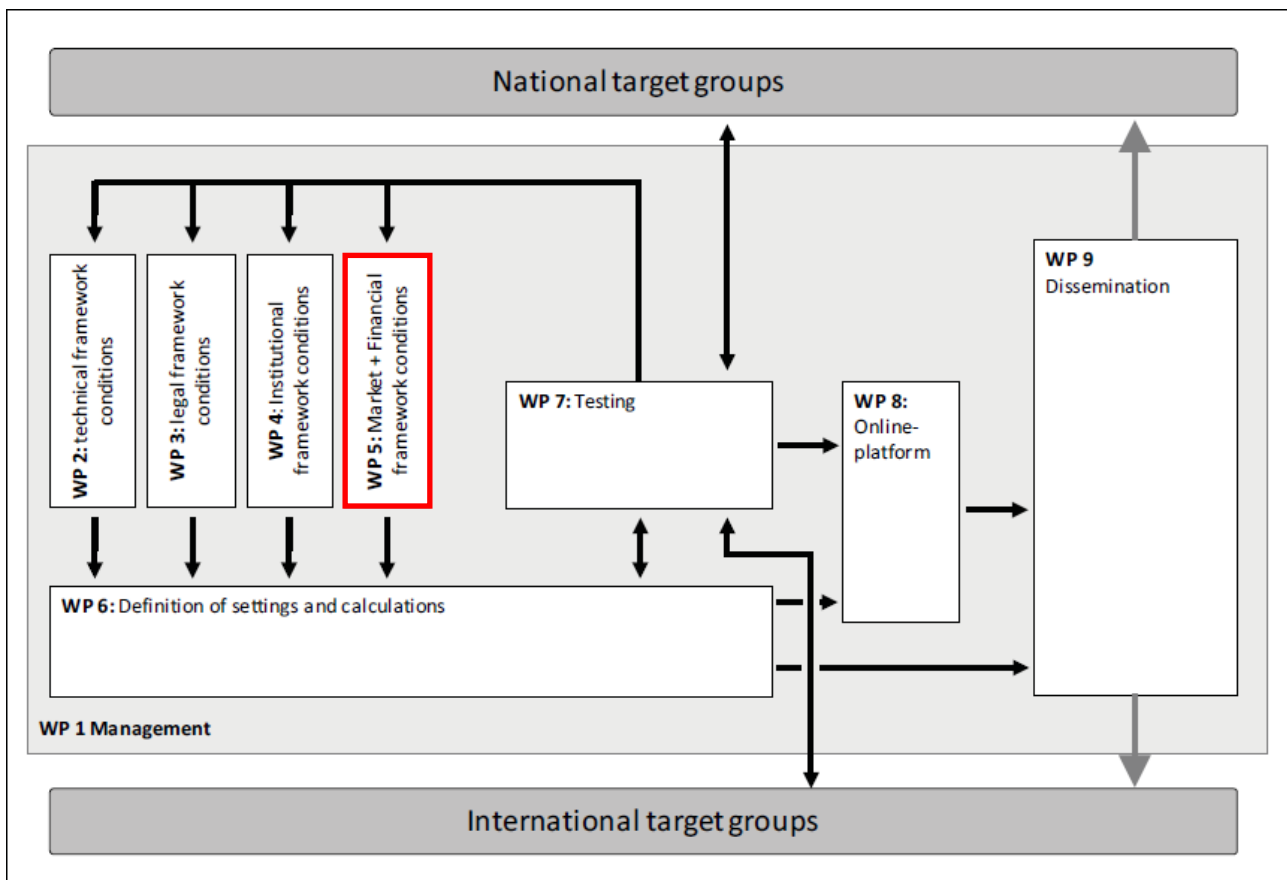 National target groups
WP 2: technical framework
conditions
WP 3: legal framework
conditions
WP 4: Institutional
framework conditions
WP 5: Market + Financial
framework conditions
WP 9
Dissemination
WP 7: Testing
WP 8:
Online-
platform
WP 6: Definition of settings and calculations
WP 1 Management
International target groups